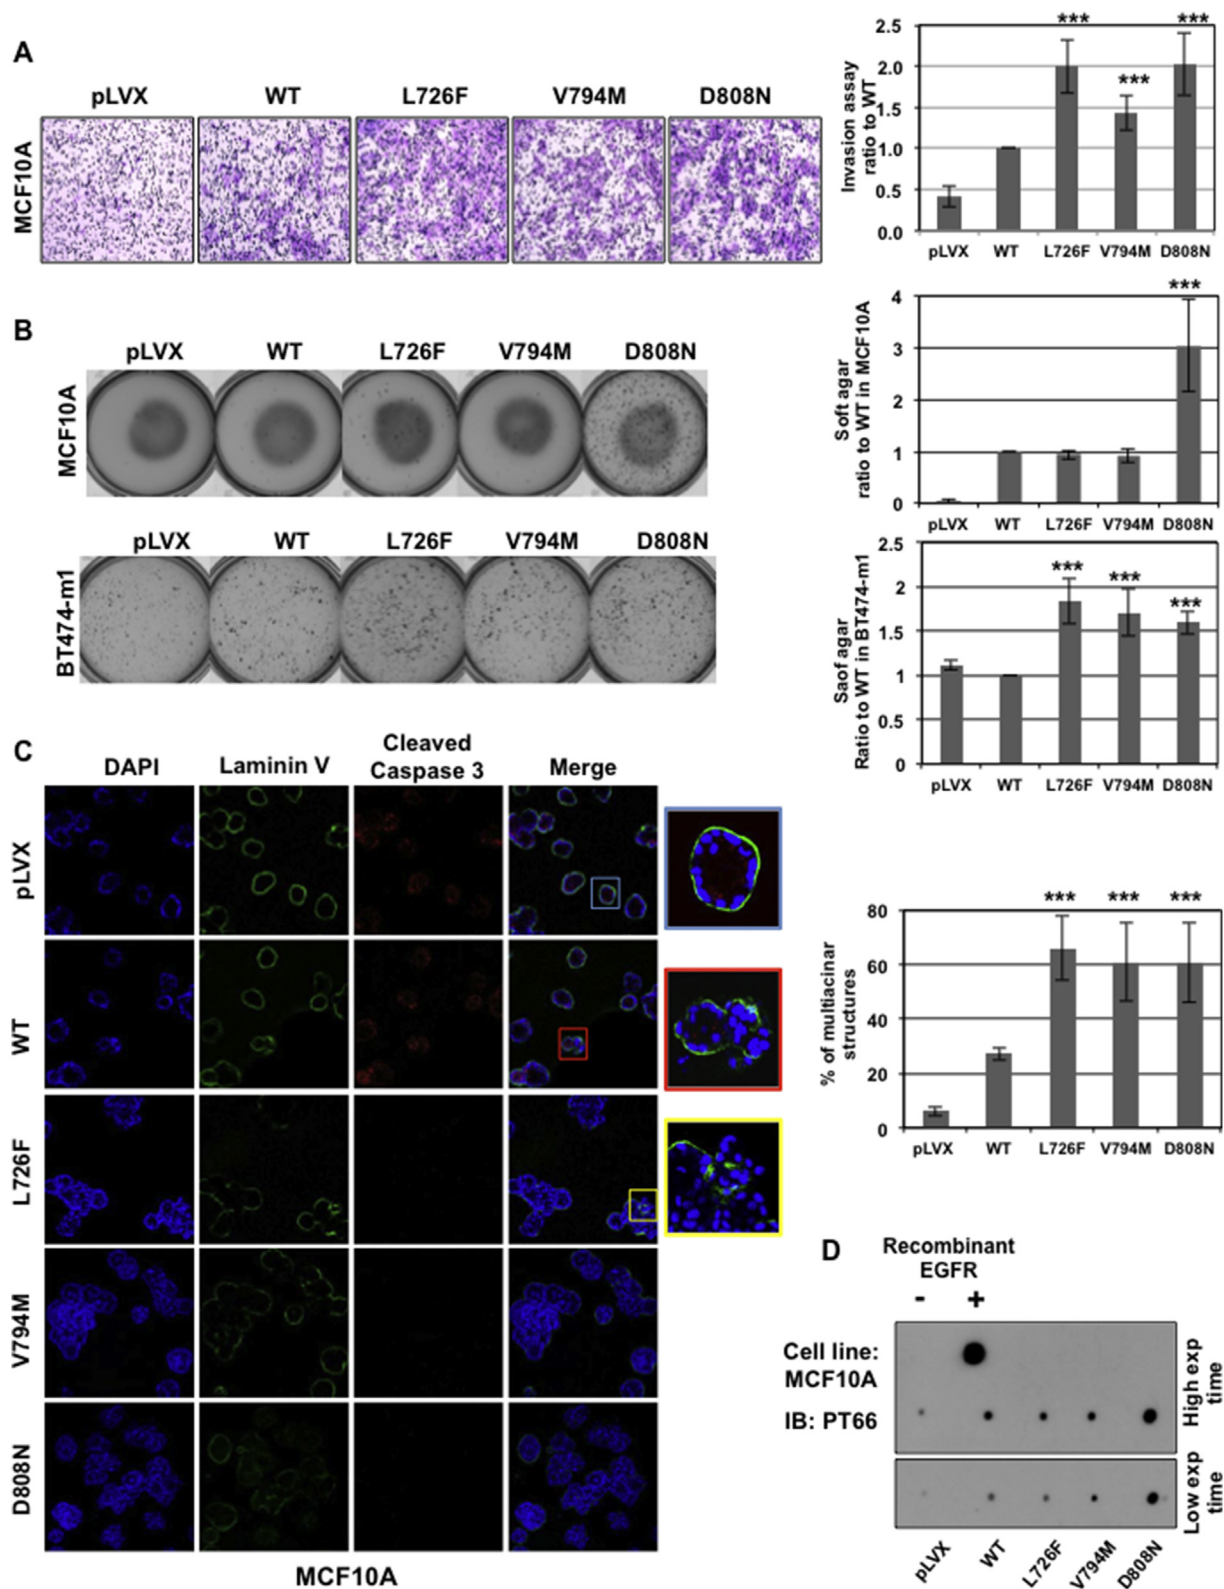 A
pLVX WT L726F V794M D808N
MCF10A
Invasion assay
ratio to WT
2.5
2.0
1.5
1.0
0.5
0.0
*** *** ***
pLVX WT L726F V794M D808N
B
pLVX WT L726F V794M D808N
MCF10A
Soft agar
ratio to WT in MCF10A
4
3
2
1
0
***
pLVX WT L726F V794M D808N
pLVX WT L726F V794M D808N
BT474-m1
Saof agar
Ratio to WT in BT474-m1
2.5
2
1.5
1
0.5
0
*** *** ***
pLVX WT L726F V794M D808N
C
DAPI Laminin V Cleaved
Caspase 3 Merge
pLVX
WT
L726F
V794M
D808N
MCF10A
% of multiacinar
structures
80
60
40
20
0
*** *** ***
pLVX WT L726F V794M D808N
D
Recombinant
EGFR
- +
Cell line:
MCF10A
IB: PT66
High exp
time
Low exp
time
pLVX WT L726F V794M D808N